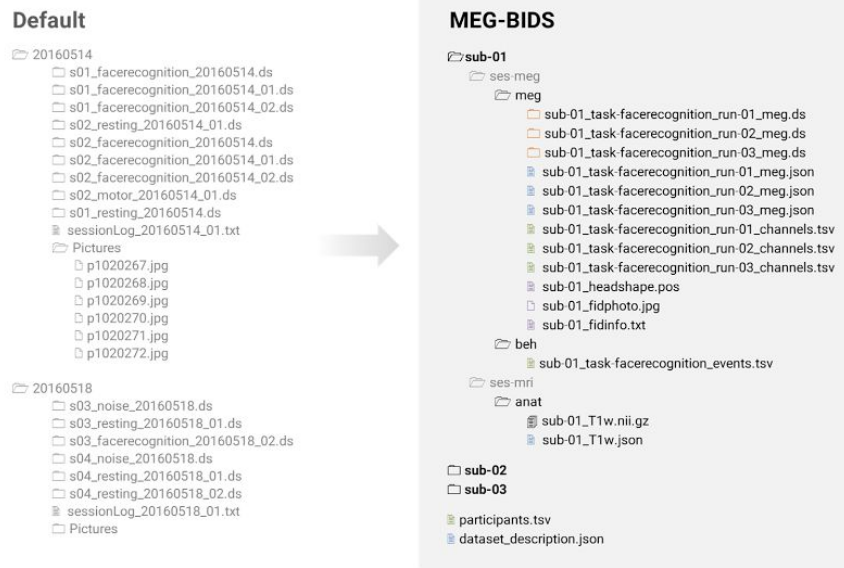 Default
20160514
s01_facerecognition_20160514.ds
s01_facerecognition_20160514_01.ds
s01_facerecognition_20160514_02.ds
s02_resting_20160514_01.ds
s02_facerecognition_20160514.ds
s02_facerecognition_20160514_01.ds
s02_facerecognition_20160514_02.ds
s02_motor_20160514_01.ds
s01_resting_20160514.ds
sessionLog_20160514_01.txt
Pictures
p1020267.jpg
p1020268.jpg
p1020269.jpg
p1020270.jpg
p1020271.jpg
p1020272.jpg
20160518
s03_noise_20160518.ds
s03_resting_20160518_01.ds
s03_facerecognition_20160518_02.ds
s04_noise_20160518.ds
s04_resting_20160518_01.ds
s04_resting_20160518_02.ds
sessionLog_20160518_01.txt
Pictures
MEG-BIDS
sub-01
ses-meg
meg
sub-01_task-facerecognition_run-01_meg.ds
sub-01_task-facerecognition_run-02_meg.ds
sub-01_task-facerecognition_run-03_meg.ds
sub-01_task-facerecognition_run-01_meg.json
sub-01_task-facerecognition_run-02_meg.json
sub-01_task-facerecognition_run-03_meg.json
sub-01_task-facerecognition_run-01_channels.tsv
sub-01_task-facerecognition_run-02_channels.tsv
sub-01_task-facerecognition_run-03_channels.tsv
sub-01_headshape.pos
sub-01_fidphoto.jpg
sub-01_fidinfo.txt
beh
sub-01_task-facerecognition_events.tsv
ses-mri
anat
sub-01_T1w.nii.gz
sub-01_T1w.json
sub-02
sub-03
participants.tsv
dataset_description.json